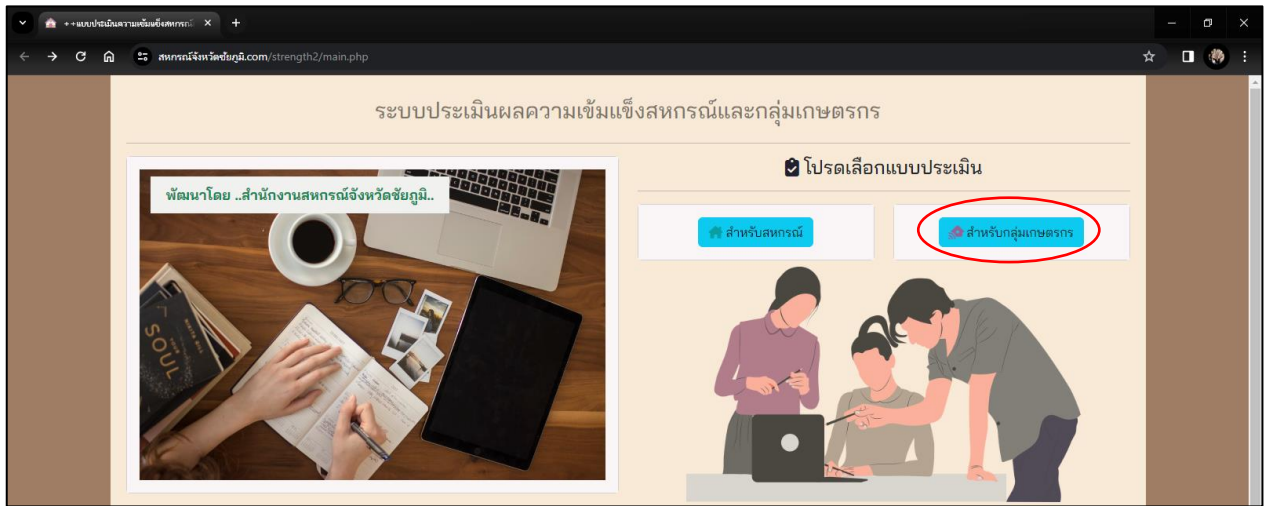 ++แบบประเมินความเข้มแข็งสหกรณ์
สหกรณ์จังหวัดชัยภูมิ.com/strength2/main.php
ระบบประเมินผลความเข้มแข็งสหกรณ์และกลุ่มเกษตรกร
พัฒนาโดย ..สำนักงานสหกรณ์จังหวัดชัยภูมิ..
SOUL
โปรดเลือกแบบประเมิน
สำหรับสหกรณ์
สำหรับกลุ่มเกษตรกร